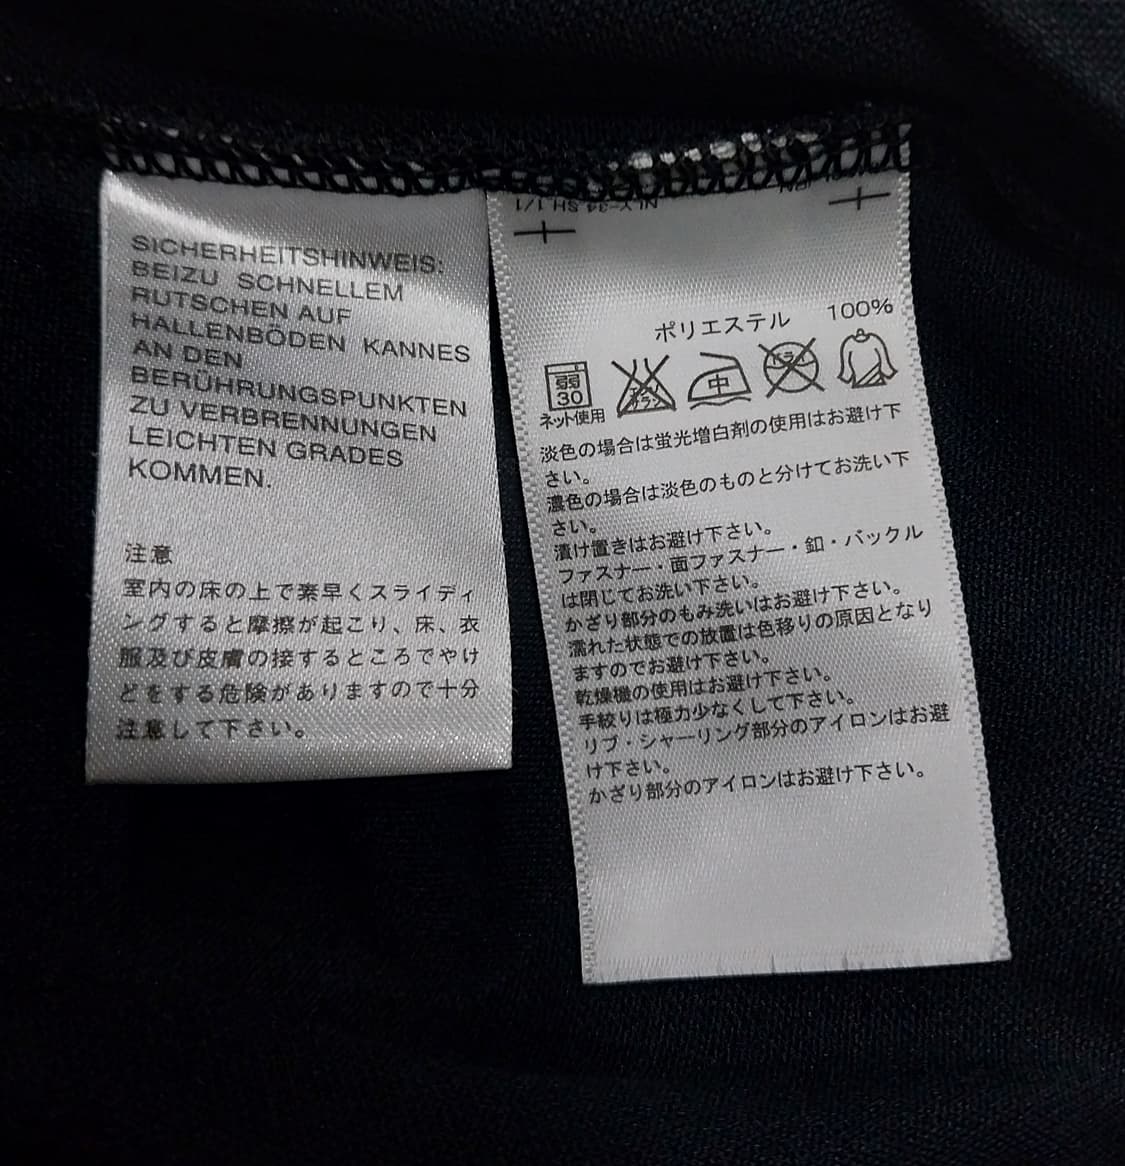 SICHERHEITSHINWEIS:
BEIZU SCHNELLEM
RUTSCHEN AUF
HALLENBÖDEN KANNES
AN DEN
BERÜHRUNGSPUNKTEN
ZU VERBRENNUNGEN
LEICHTEN GRADES
KOMMEN.
注意
室内の床の上で素早くスライディ
ングすると摩擦が起こり、床、衣
服及び皮膚の接するところでやけ
どをする危険がありますので十分
注意して下さい。
NLY-34 SH 1/1
ポリエステル 100%
弱
30
中
ドライ
ネット使用
淡色の場合は蛍光増白剤の使用はお避け下
さい。
濃色の場合は淡色のものと分けてお洗い下
さい。
漬け置きはお避け下さい。
ファスナー・面ファスナー・釦・バックル
は閉じてお洗い下さい。
かざり部分のもみ洗いはお避け下さい。
濡れた状態での放置は色移りの原因となり
ますのでお避け下さい。
乾燥機の使用はお避け下さい。
手絞りは極力少なくして下さい。
リブ・シャーリング部分のアイロンはお避
け下さい。
かざり部分のアイロンはお避け下さい。